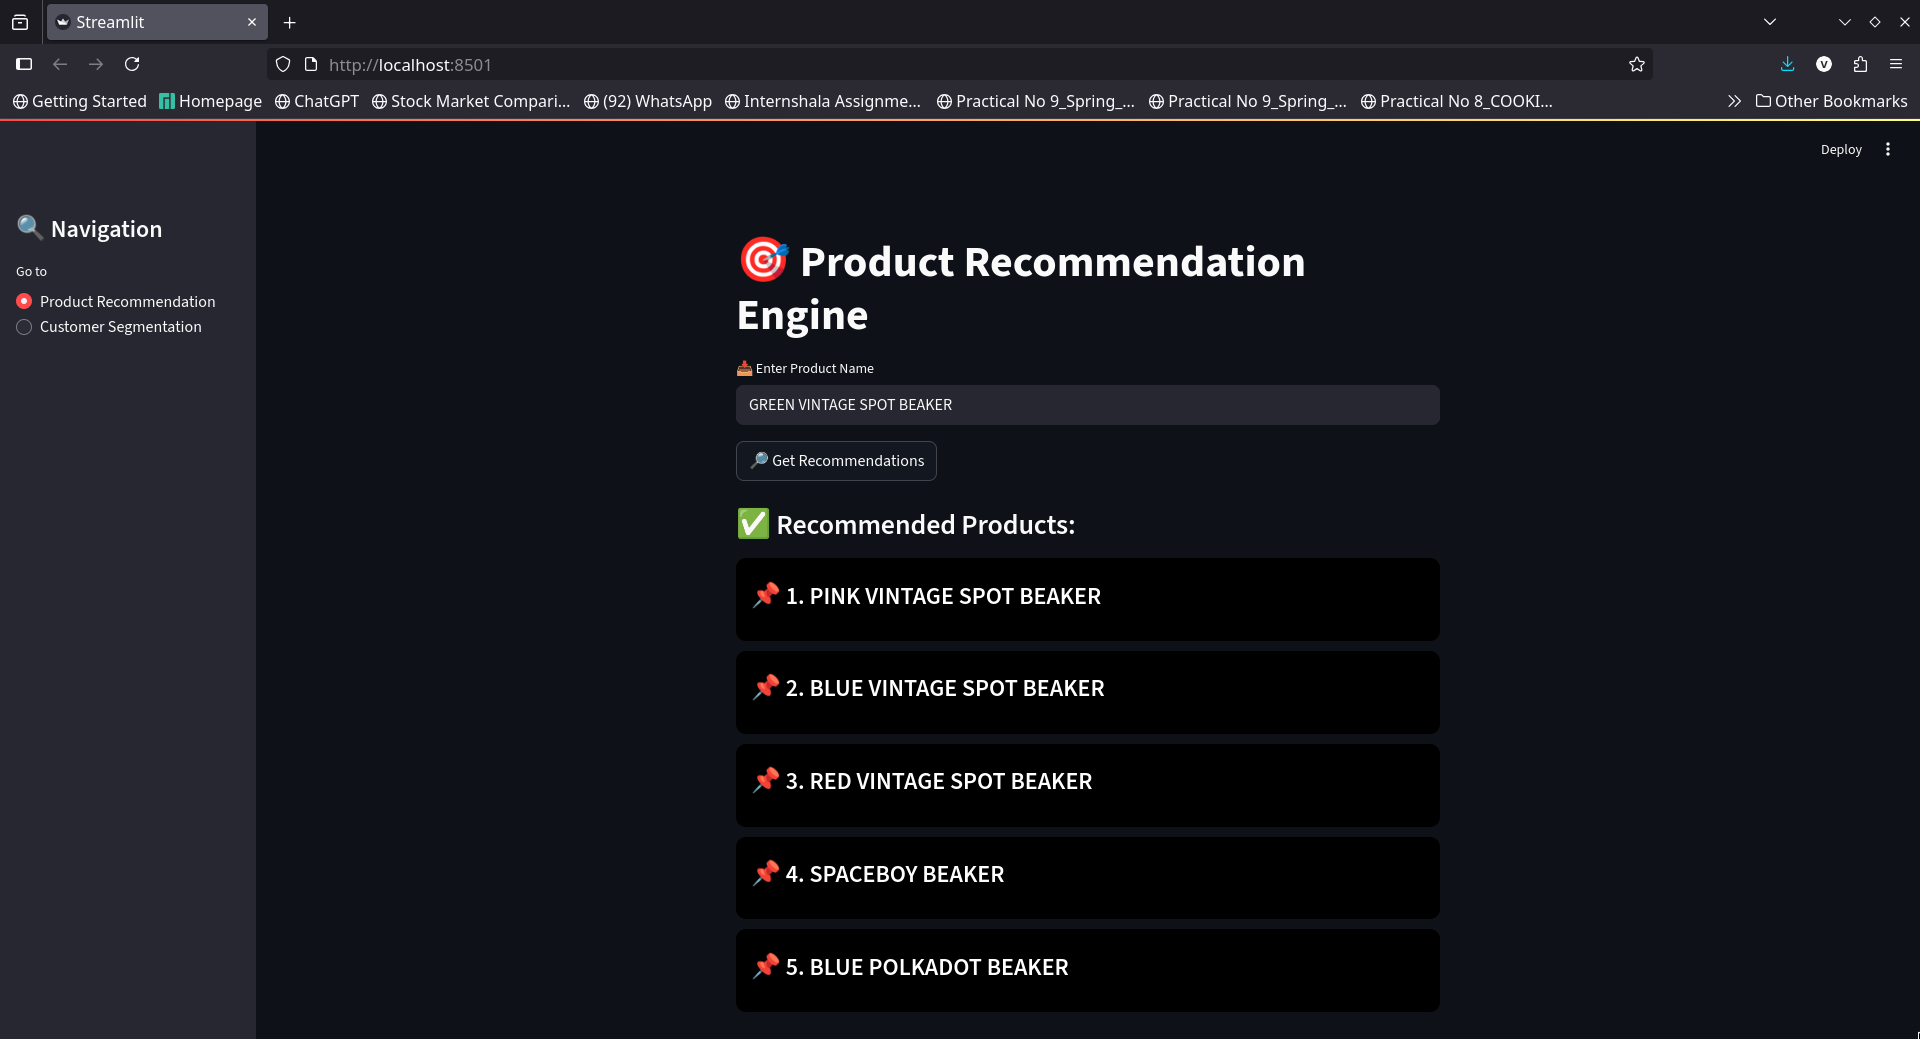 Streamlit
http://localhost:8501
Getting Started
Homepage
ChatGPT
Stock Market Compari...
(92) WhatsApp
Internshala Assignme...
Practical No 9_Spring_...
Practical No 9_Spring_...
Practical No 8_COOKI...
Other Bookmarks
Deploy
Navigation
Go to
Product Recommendation
Customer Segmentation
Product Recommendation
Engine
Enter Product Name
GREEN VINTAGE SPOT BEAKER
Get Recommendations
Recommended Products:
1. PINK VINTAGE SPOT BEAKER
2. BLUE VINTAGE SPOT BEAKER
3. RED VINTAGE SPOT BEAKER
4. SPACEBOY BEAKER
5. BLUE POLKADOT BEAKER